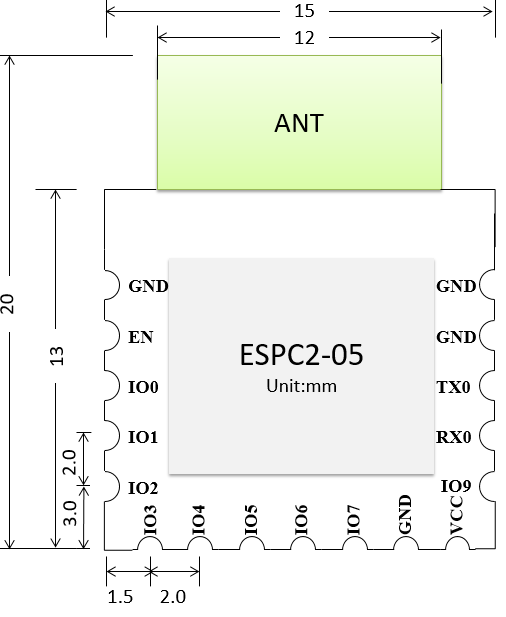 15
12
ANT
20
13
GND
EN
IO0
IO1
IO2
2.0
3.0
ESPC2-05
Unit:mm
GND
GND
TX0
RX0
IO9
IO3
IO4
IO5
IO6
IO7
GND
VCC
1.5
2.0